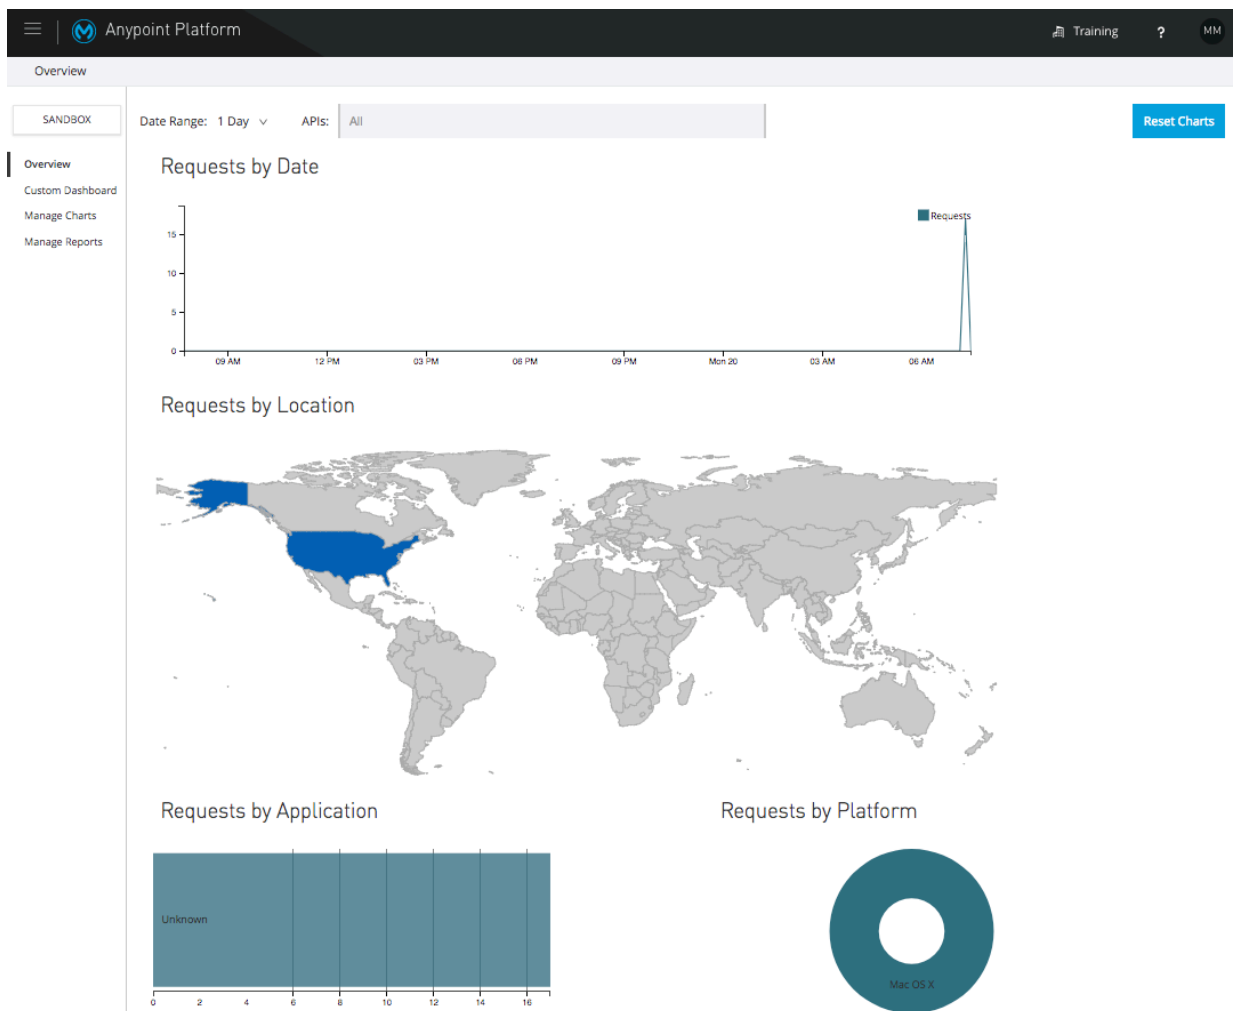 Anypoint Platform
Training
?
MM
Overview
SANDBOX
Overview
Custom Dashboard
Manage Charts
Manage Reports
Date Range: 1 Day
APIs: All
Reset Charts
Requests by Date
Requests
15
10
5
0
09 AM 12 PM 03 PM 06 PM 09 PM Mon 20 03 AM 06 AM
Requests by Location
Requests by Application
Unknown
0 2 4 6 8 10 12 14 16
Requests by Platform
Mac OS X